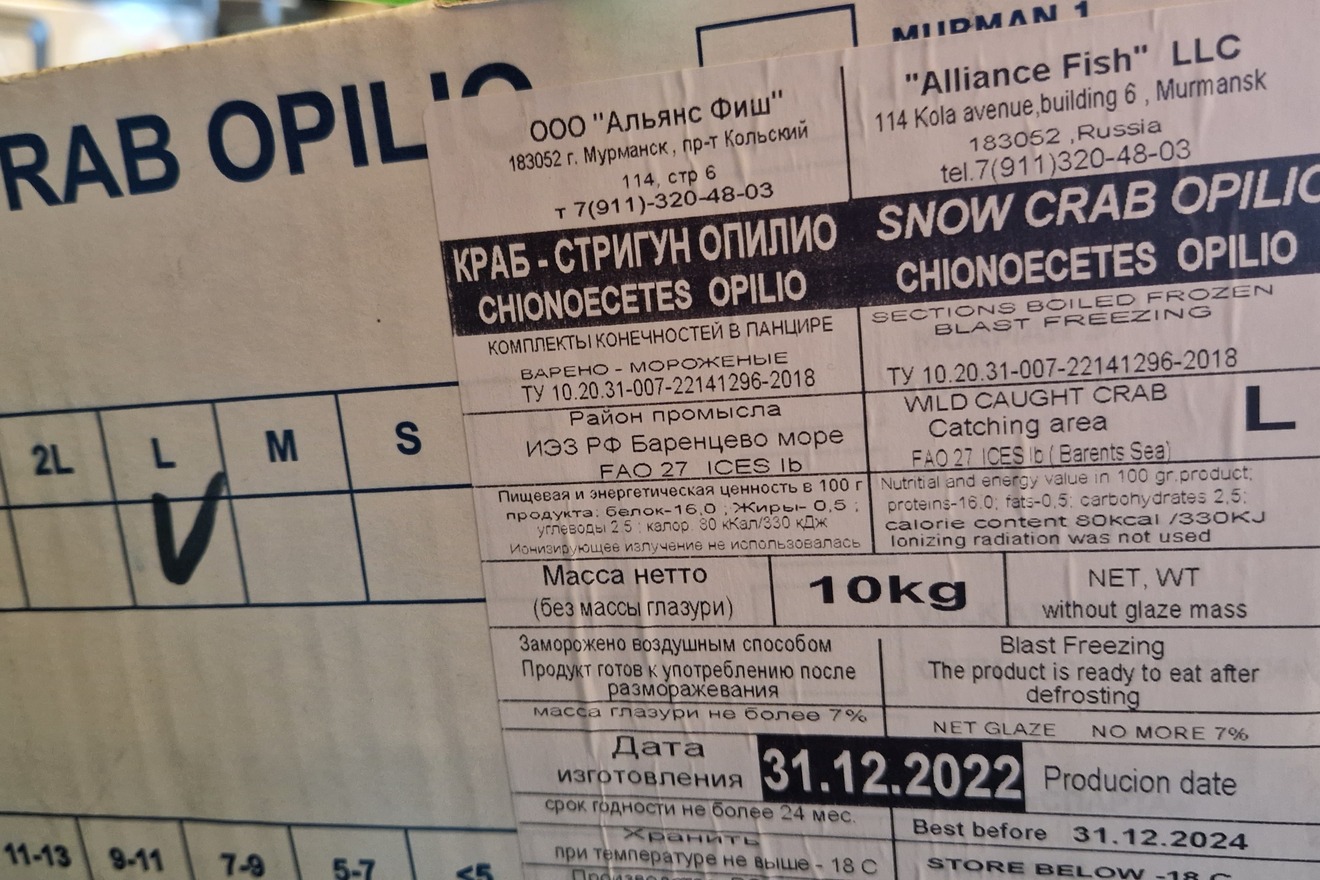 RAB OPILIO
MURMAN 1
ООО "Альянс Фиш"
183052 г. Мурманск, пр-т Кольский
114, стр 6
т 7(911)-320-48-03
"Alliance Fish" LLC
114 Kola avenue,building 6 , Murmansk
183052 ,Russia
tel.7(911)320-48-03
КРАБ - СТРИГУН ОПИЛИО
CHIONOECETES OPILIO
SNOW CRAB OPILIO
CHIONOECETES OPILIO
КОМПЛЕКТЫ КОНЕЧНОСТЕЙ В ПАНЦИРЕ
ВАРЕНО - МОРОЖЕНЫЕ
ТУ 10.20.31-007-22141296-2018
SECTIONS BOILED FROZEN
BLAST FREEZING
ТУ 10.20.31-007-22141296-2018
Район промысла
ИЭЗ РФ Баренцево море
FAO 27 ICES Ib
WILD CAUGHT CRAB
Catching area
FAO 27 ICES Ib ( Barents Sea)
L
Пищевая и энергетическая ценность в 100 г
продукта: белок-16,0 ; Жиры- 0,5 ;
углеводы 2.5 : калор. 80 кКал/330 кДж
Ионизирующее излучение не использовалась
Nutritial and energy value in 100 gr.product;
proteins-16.0; fats-0,5; carbohydrates 2,5;
calorie content 80kcal /330KJ
Ionizing radiation was not used
Масса нетто
(без массы глазури)
10kg
NET, WT
without glaze mass
Заморожено воздушным способом
Продукт готов к употреблению после
разморажевания
Blast Freezing
The product is ready to eat after
defrosting
масса глазури не более 7%
NET GLAZE NO MORE 7%
Дата
изготовления
31.12.2022
Producion date
срок годности не более 24 мес.
Best before 31.12.2024
Хранить
при температуре не выше - 18 С
STORE BELOW -18 C
2L L M S
V
11-13 9-11 7-9 5-7 <5